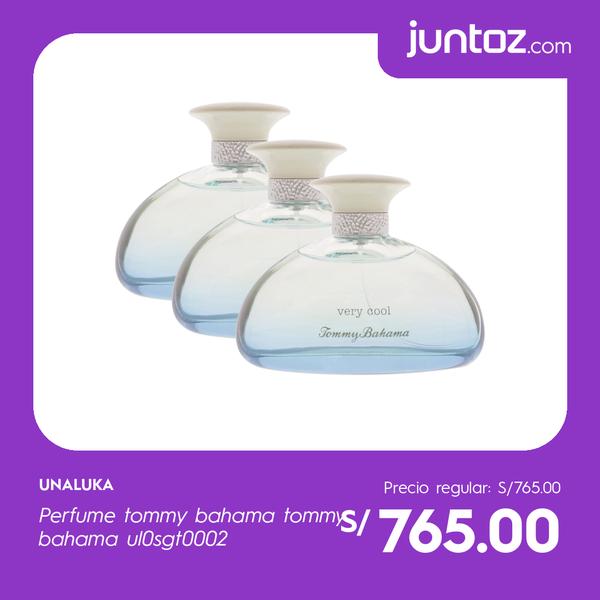 juntoz.com
very cool
Tommy Bahama
UNALUKA
Precio regular: S/765.00
Perfume tommy bahama tommy
bahama ul0sgt0002
S/ 765.00